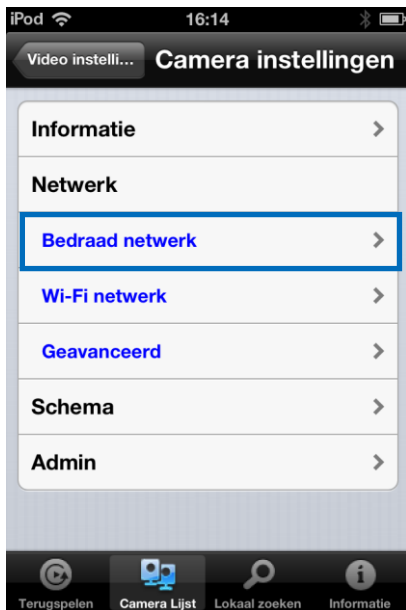 iPod 16:14
Video instelli... Camera instellingen
Informatie
Netwerk
Bedraad netwerk
Wi-Fi netwerk
Geavanceerd
Schema
Admin
Terugspelen Camera Lijst Lokaal zoeken Informatie